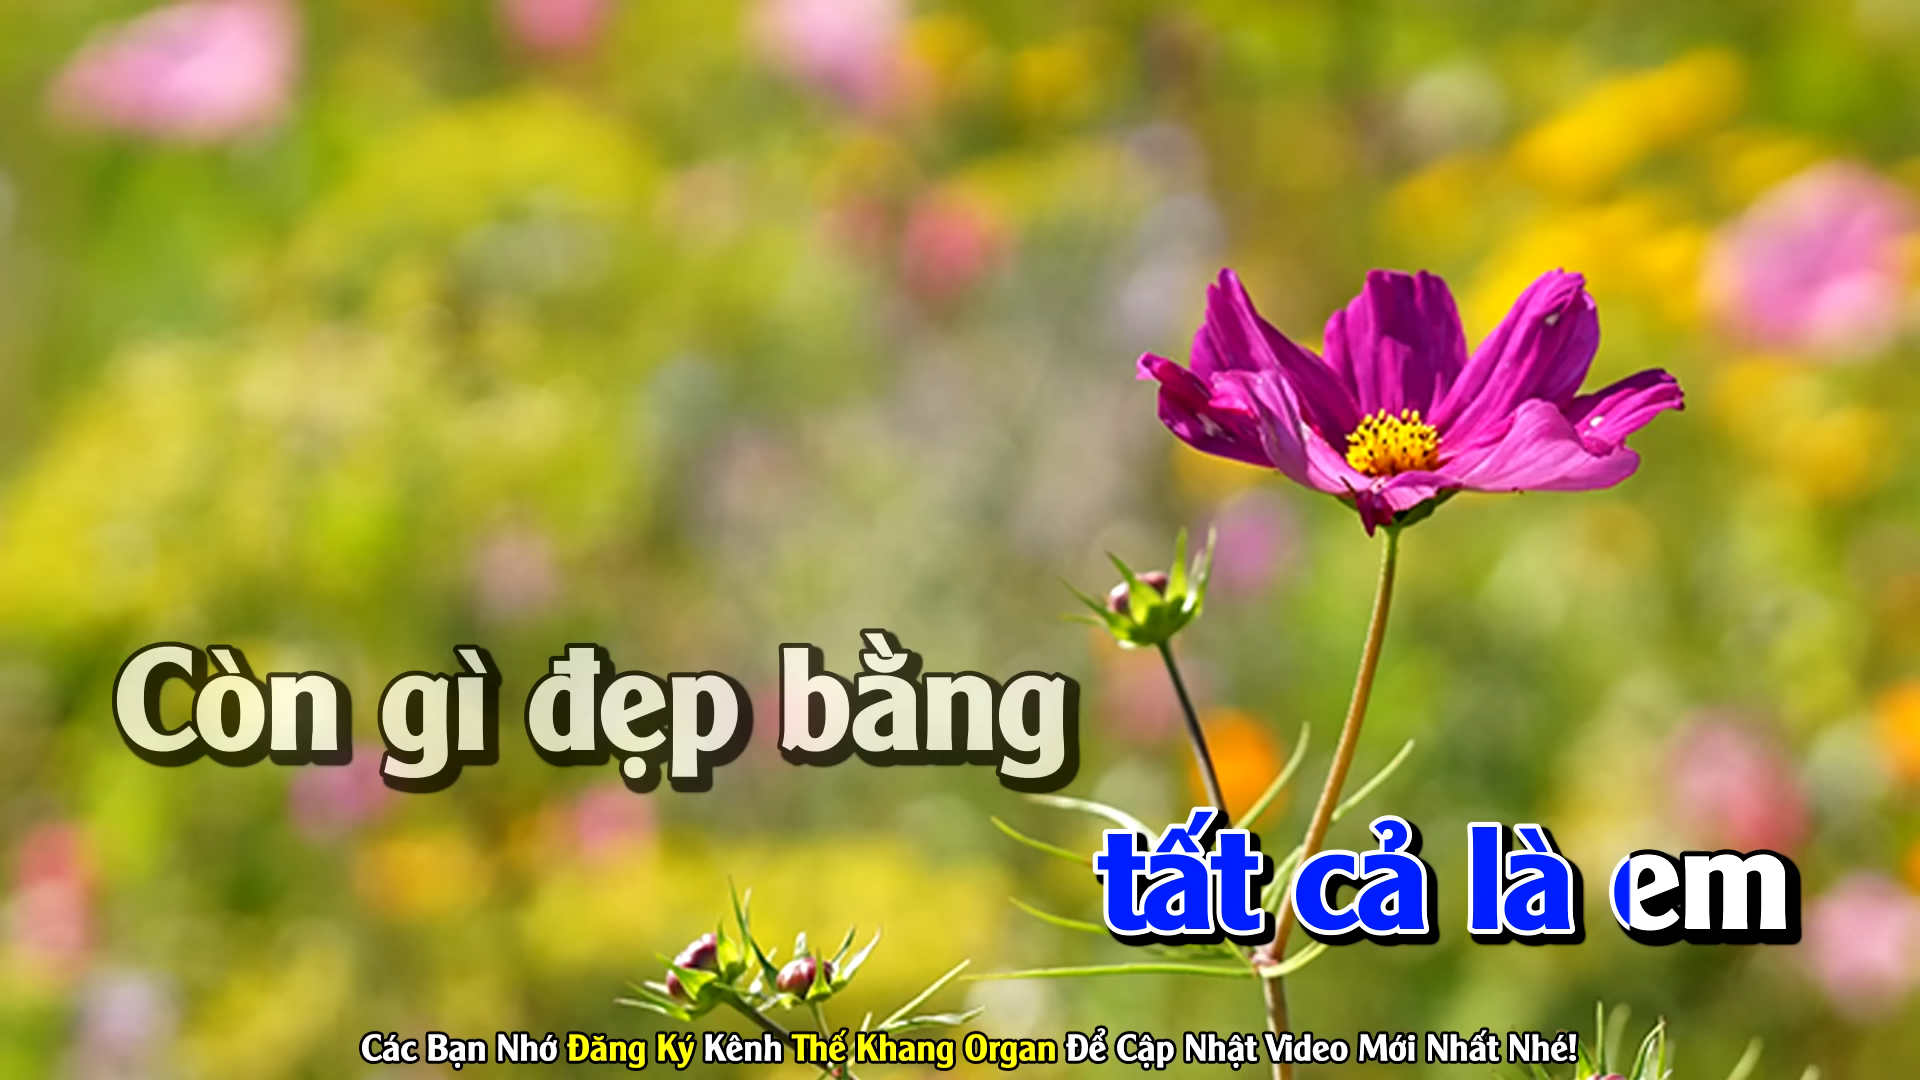 Còn gì đẹp bằng
tất cả là em
Các Bạn Nhớ Đăng Ký Kênh Thế Khang Organ Để Cập Nhật Video Mới Nhất Nhé!